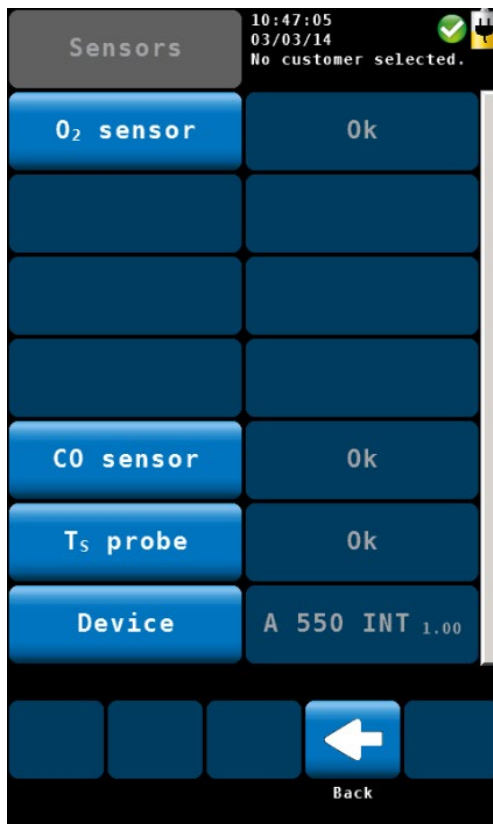 Sensors
10:47:05
03/03/14
No customer selected.
O₂ sensor
Ok
CO sensor
Ok
Tₛ probe
Ok
Device
A 550 INT 1.00
Back